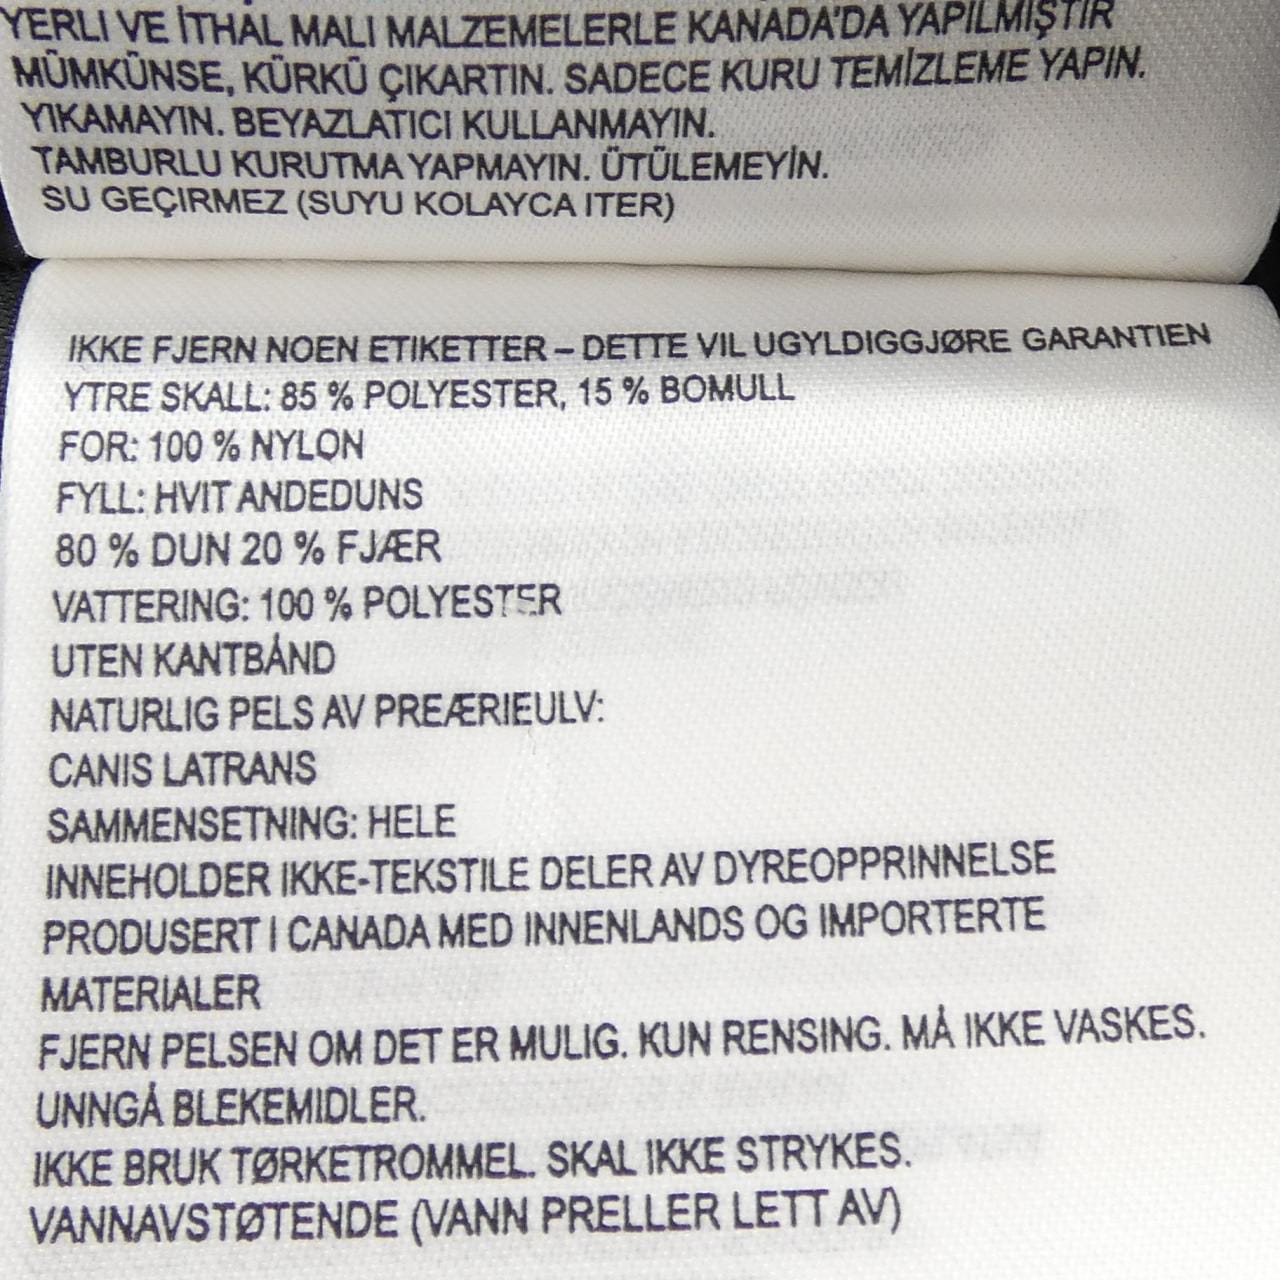 YERLI VE İTHAL MALI MALZEMELERLE KANADA'DA YAPILMIŞTIR
MÜMKÜNSE, KÜRKÜ ÇIKARTIN. SADECE KURU TEMİZLEME YAPIN.
YIKAMAYIN. BEYAZLATICI KULLANMAYIN.
TAMBURLU KURUTMA YAPMAYIN. ÜTÜLEMEYİN.
SU GEÇIRMEZ (SUYU KOLAYCA ITER)
IKKE FJERN NOEN ETIKETTER – DETTE VIL UGYLDIGGJØRE GARANTIEN
YTRE SKALL: 85 % POLYESTER, 15 % BOMULL
FOR: 100 % NYLON
FYLL: HVIT ANDEDUNS
80 % DUN 20 % FJÆR
VATTERING: 100 % POLYESTER
UTEN KANTBÅND
NATURLIG PELS AV PREÆRIEULV:
CANIS LATRANS
SAMMENSETNING: HELE
INNEHOLDER IKKE-TEKSTILE DELER AV DYREOPPRINNELSE
PRODUSERT I CANADA MED INNENLANDS OG IMPORTERTE
MATERIALER
FJERN PELSEN OM DET ER MULIG. KUN RENSING. MÅ IKKE VASKES.
UNNGÅ BLEKEMIDLER.
IKKE BRUK TØRKETROMMEL. SKAL IKKE STRYKES.
VANNAVSTØTENDE (VANN PRELLER LETT AV)